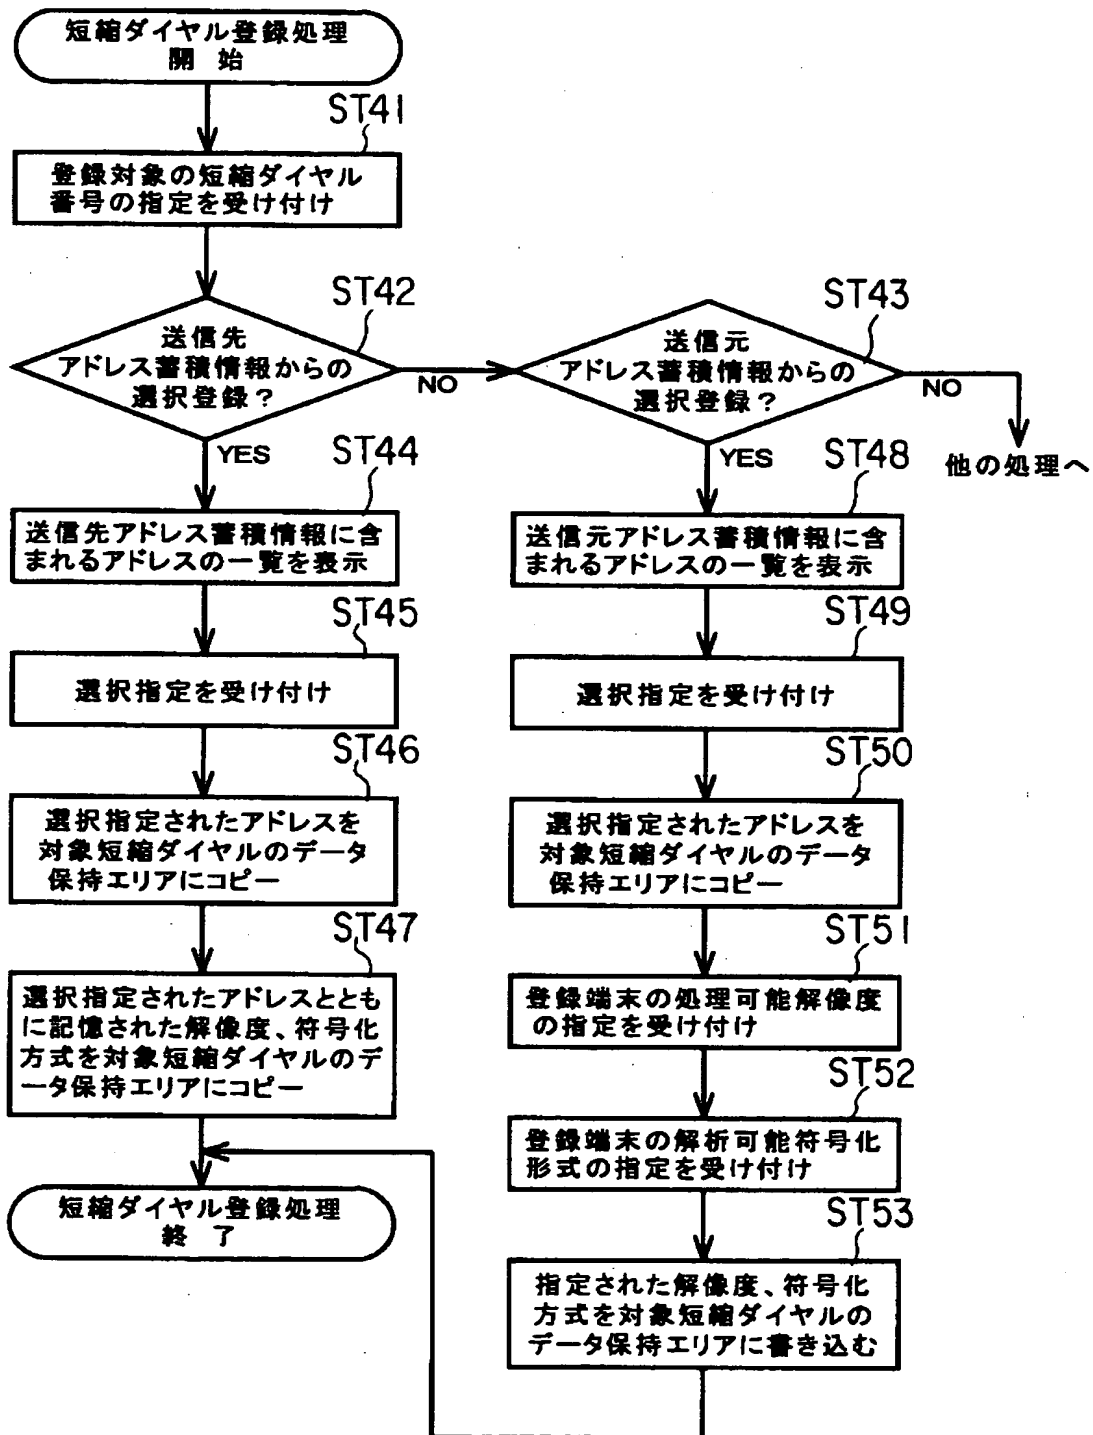 短縮ダイヤル登録処理
開 始
ST41
登録対象の短縮ダイヤル
番号の指定を受け付け
ST42
送信先
アドレス蓄積情報からの
選択登録?
NO
YES
ST43
送信元
アドレス蓄積情報からの
選択登録?
NO
他の処理へ
YES
ST44
送信先アドレス蓄積情報に含
まれるアドレスの一覧を表示
ST45
選択指定を受け付け
ST46
選択指定されたアドレスを
対象短縮ダイヤルのデータ
保持エリアにコピー
ST47
選択指定されたアドレスととも
に記憶された解像度、符号化
方式を対象短縮ダイヤルのデ
ータ保持エリアにコピー
短縮ダイヤル登録処理
終 了
ST48
送信元アドレス蓄積情報に含
まれるアドレスの一覧を表示
ST49
選択指定を受け付け
ST50
選択指定されたアドレスを
対象短縮ダイヤルのデータ
保持エリアにコピー
ST51
登録端末の処理可能解像度
の指定を受け付け
ST52
登録端末の解析可能符号化
形式の指定を受け付け
ST53
指定された解像度、符号化
方式を対象短縮ダイヤルの
データ保持エリアに書き込む